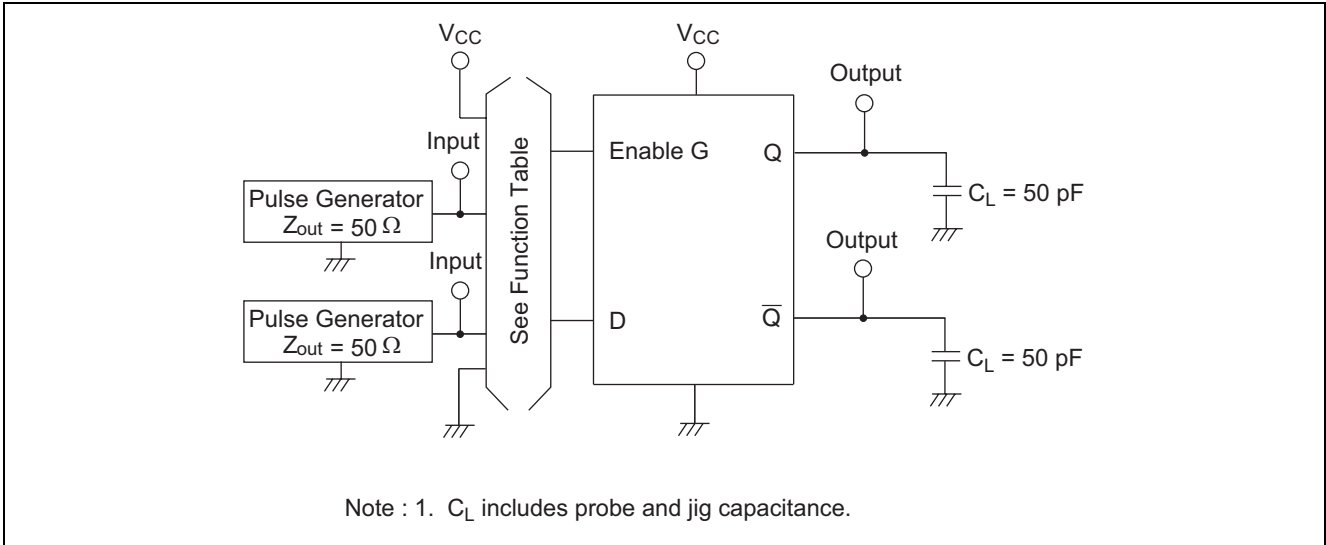 VCC
VCC
Output
Input
See Function Table
Enable G
Q
Pulse Generator
Zout = 50 Ω
CL = 50 pF
Input
Output
Pulse Generator
Zout = 50 Ω
D
Q̅
CL = 50 pF
Note : 1. CL includes probe and jig capacitance.